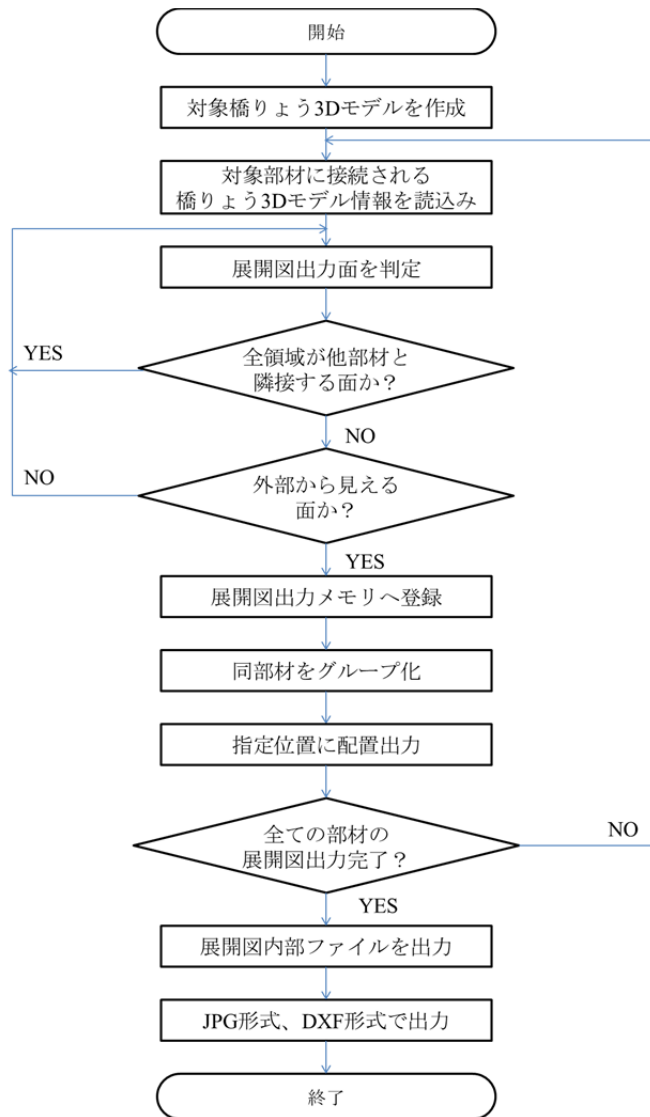 開始
対象橋りょう3Dモデルを作成
対象部材に接続される
橋りょう3Dモデル情報を読込み
展開図出力面を判定
YES
全領域が他部材と
隣接する面か？
NO
NO
外部から見える
面か？
YES
展開図出力メモリへ登録
同部材をグループ化
指定位置に配置出力
全ての部材の
展開図出力完了？
NO
YES
展開図内部ファイルを出力
JPG形式、DXF形式で出力
終了